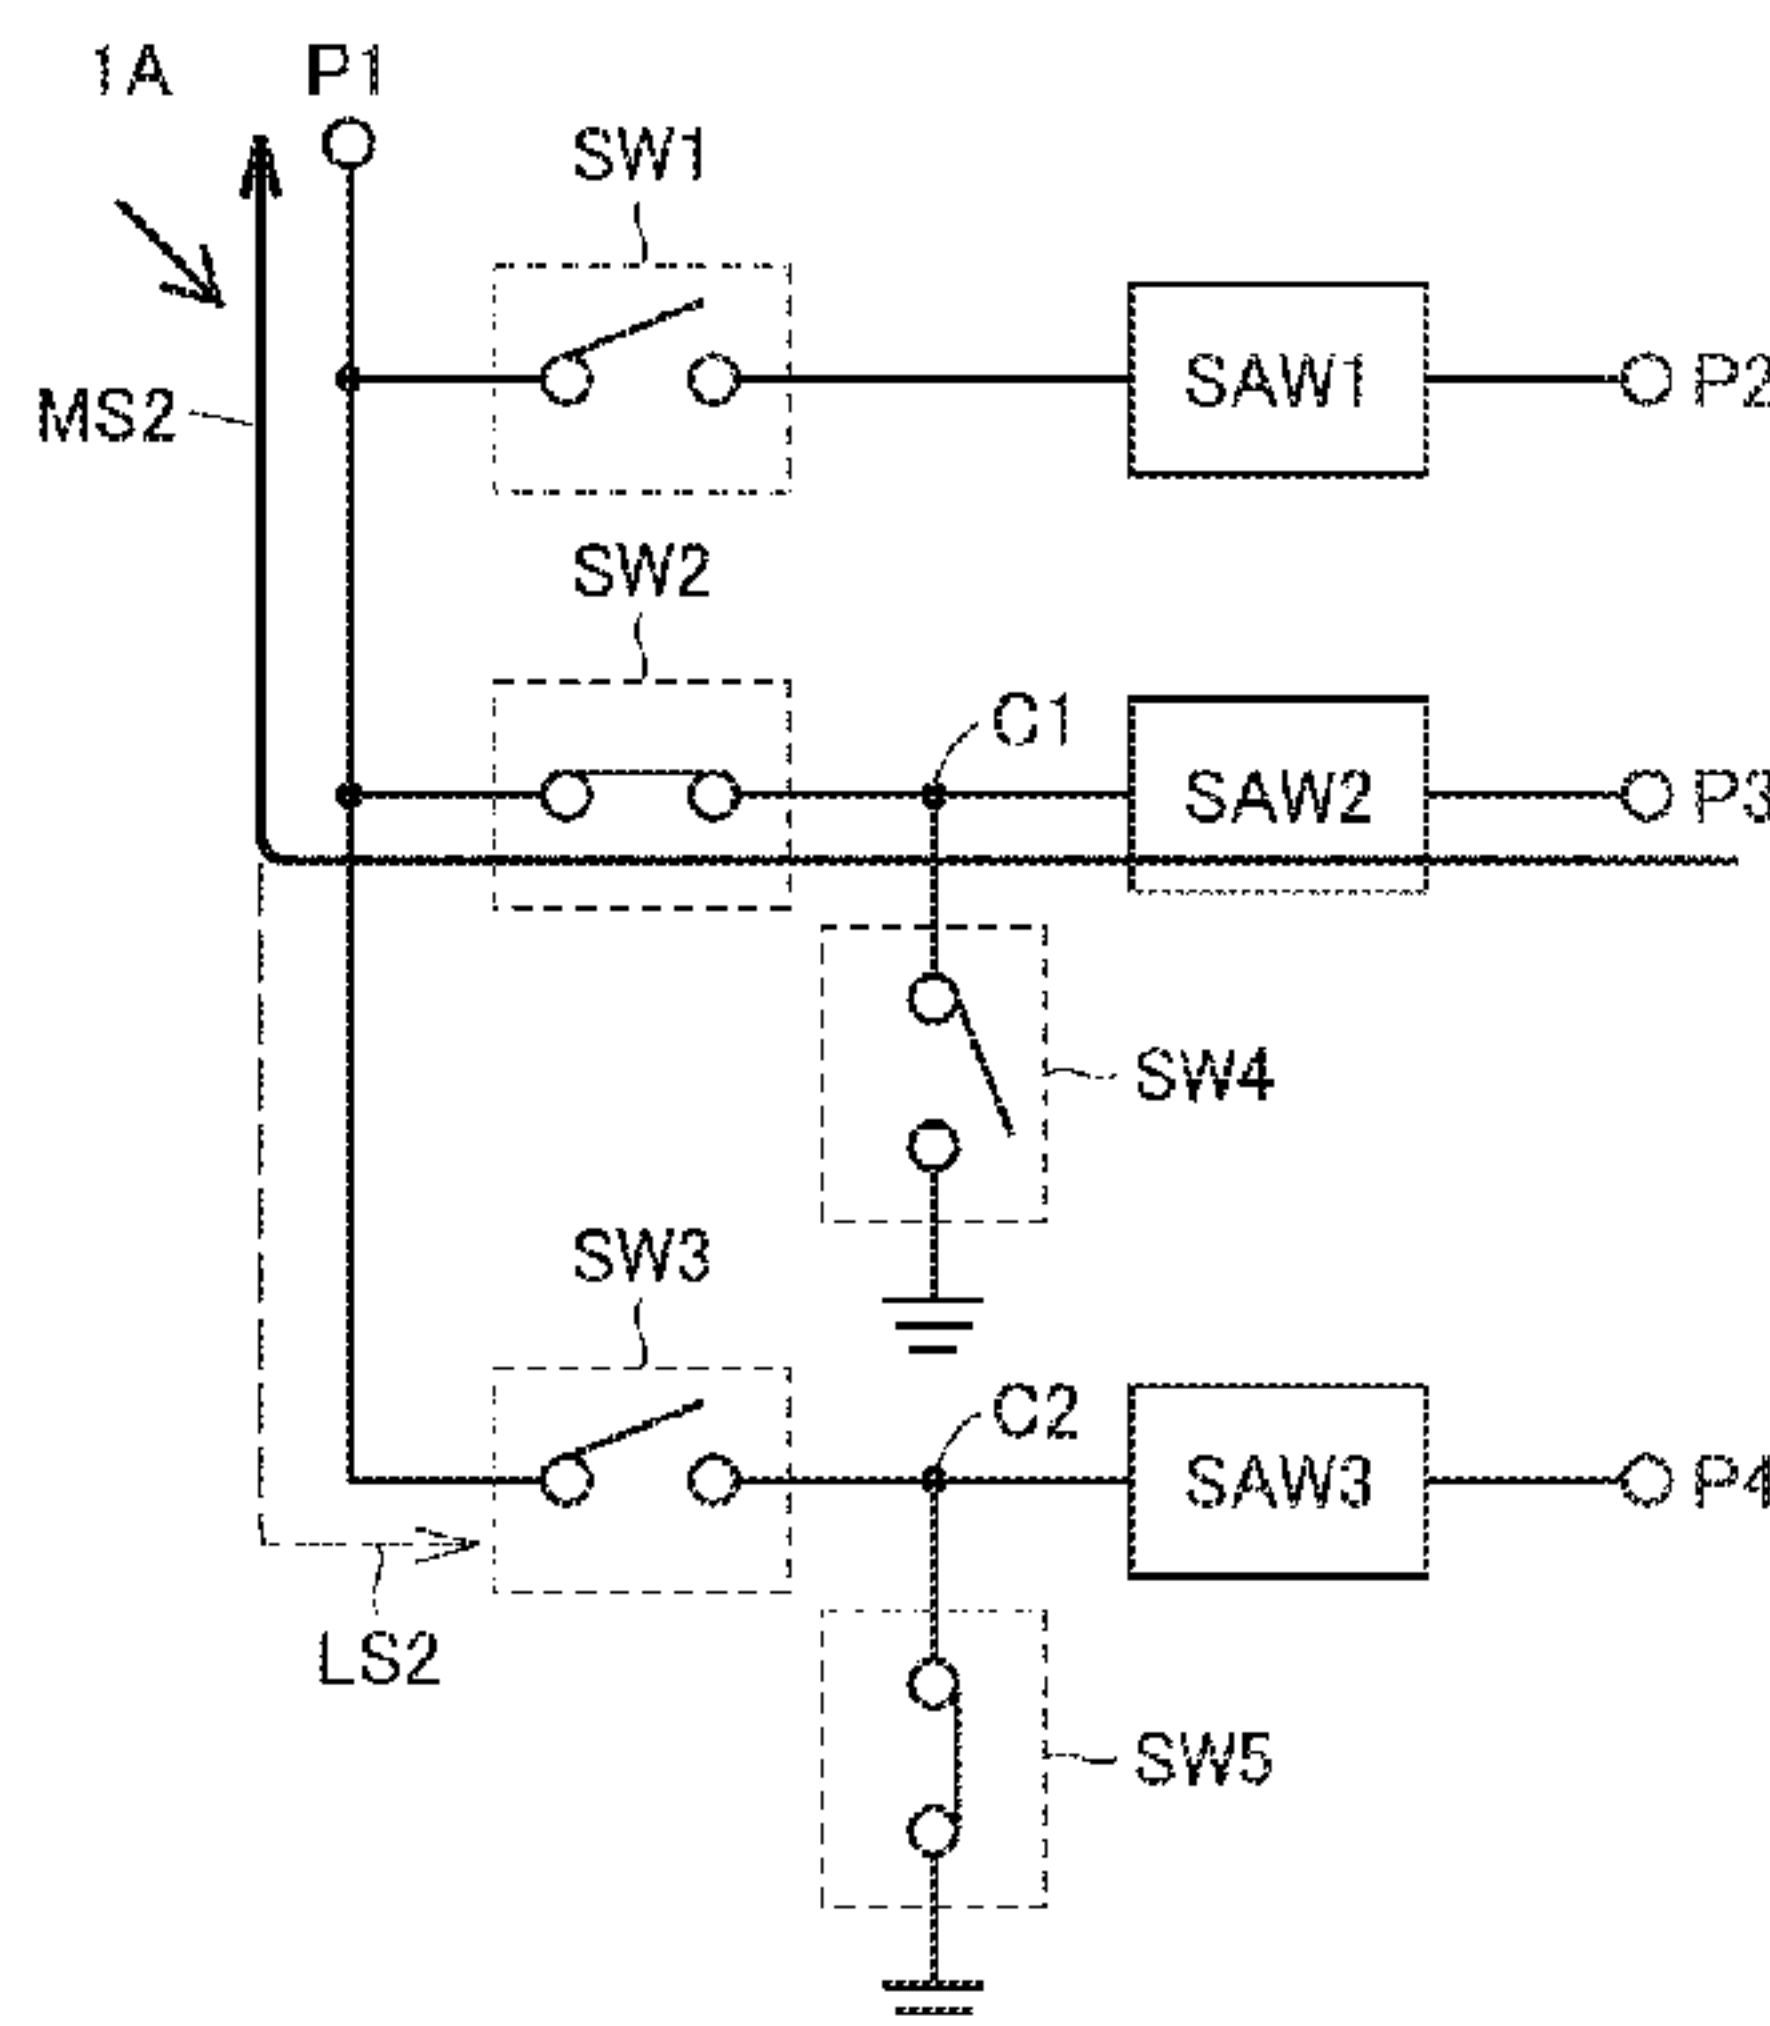 1A P1
SW1
SAW1 P2
MS2
SW2
C1
SAW2 P3
SW4
SW3
C2
SAW3 P4
LS2
SW5